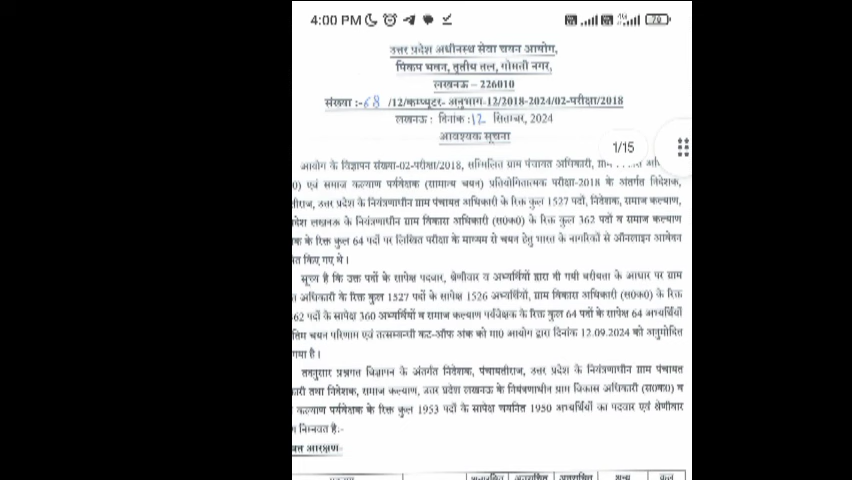 4:00 PM
70
उत्तर प्रदेश अधीनस्थ सेवा चयन आयोग,
पिकप भवन, तृतीय तल, गोमती नगर,
लखनऊ – 226010
संख्या :-68 /12/कम्प्यूटर- अनुभाग-12/2018-2024/02-परीक्षा/2018
लखनऊ : दिनांक :12 सितम्बर, 2024
आवश्यक सूचना
1/15
आयोग के विज्ञापन संख्या-02-परीक्षा/2018, सम्मिलित ग्राम पंचायत अधिकारी,
0) एवं समाज कल्याण पर्यवेक्षक (सामान्य चयन) प्रतियोगितात्मक परीक्षा-2018 के अंतर्गत निदेशक,
उत्तर प्रदेश के नियंत्रणाधीन ग्राम पंचायत अधिकारी के रिक्त कुल 1527 पदों, निदेशक, समाज कल्याण,
लखनऊ के नियंत्रणाधीन ग्राम विकास अधिकारी (स0क0) के रिक्त कुल 362 पदों व समाज कल्याण
के रिक्त कुल 64 पदों पर लिखित परीक्षा के माध्यम से चयन हेतु भारत के नागरिकों से ऑनलाइन आवेदन
किए गए थे।
सूच्य है कि उक्त पदों के सापेक्ष पदवार, श्रेणीवार व अभ्यर्थियों द्वारा दी गयी वरीयता के आधार पर ग्राम
अधिकारी के रिक्त कुल 1527 पदों के सापेक्ष 1526 अभ्यर्थियों, ग्राम विकास अधिकारी (स0क0) के रिक्त
62 पदों के सापेक्ष 360 अभ्यर्थियों व समाज कल्याण पर्यवेक्षक के रिक्त कुल 64 पदों के सापेक्ष 64 अभ्यर्थियों
चयन परिणाम एवं तत्सम्बन्धी कट-ऑफ अंक को मा0 आयोग द्वारा दिनांक 12.09.2024 को अनुमोदित
गया है।
तदनुसार प्रश्नगत विज्ञापन के अंतर्गत निदेशक, पंचायतीराज, उत्तर प्रदेश के नियंत्रणाधीन ग्राम पंचायत
तथा निदेशक, समाज कल्याण, उत्तर प्रदेश लखनऊ के नियंत्रणाधीन ग्राम विकास अधिकारी (स0क0) व
कल्याण पर्यवेक्षक के रिक्त कुल 1953 पदों के सापेक्ष चयनित 1950 अभ्यर्थियों का पदवार एवं श्रेणीवार
निम्नवत है:-
आरक्षण-
अनारक्षित अनुसूचित अनुसूचित अन्य कुल